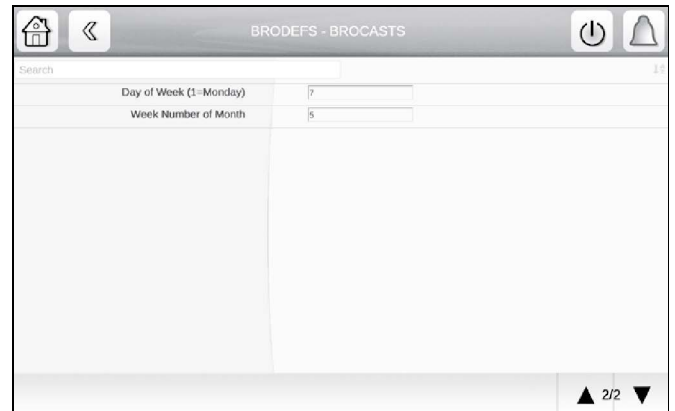 BRODEFS - BROCASTS
Search
Day of Week (1=Monday) 7
Week Number of Month 5
2/2